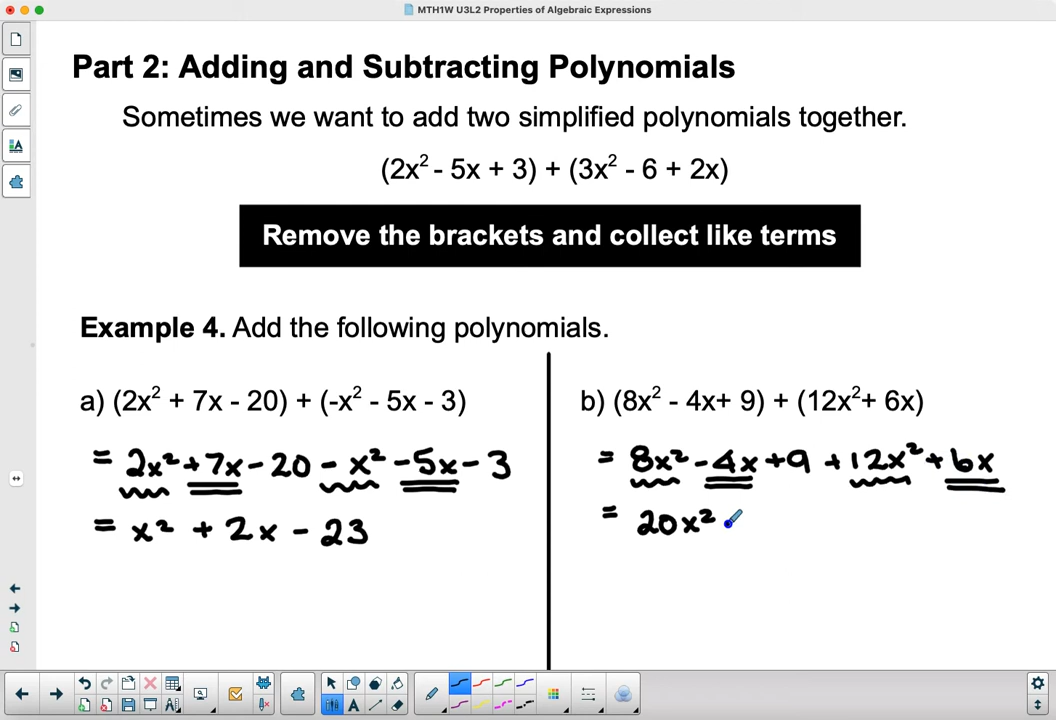 MTH1W U3L2 Properties of Algebraic Expressions
Part 2: Adding and Subtracting Polynomials
Sometimes we want to add two simplified polynomials together.
(2x² - 5x + 3) + (3x² - 6 + 2x)
Remove the brackets and collect like terms
Example 4. Add the following polynomials.
a) (2x² + 7x - 20) + (-x² - 5x - 3)
= 2x² + 7x - 20 - x² - 5x - 3
= x² + 2x - 23
b) (8x² - 4x+ 9) + (12x²+ 6x)
= 8x² - 4x + 9 + 12x² + 6x
= 20x²